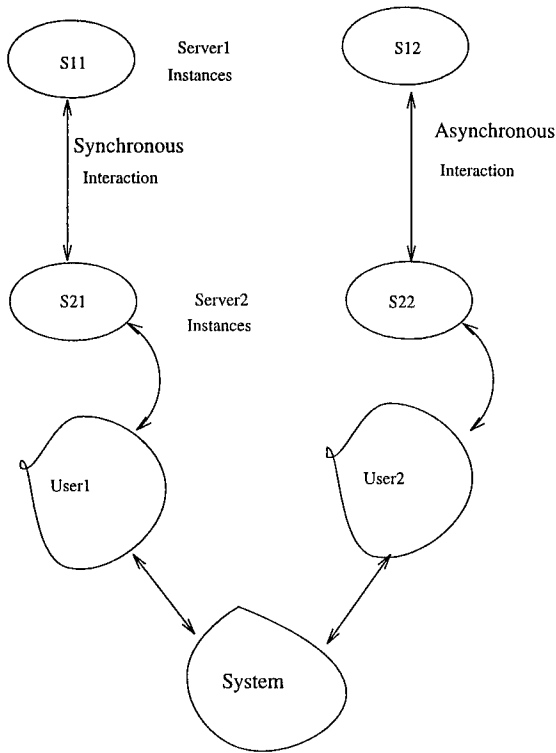 S11
Server1
Instances
S12
Synchronous
Interaction
Asynchronous
Interaction
S21
Server2
Instances
S22
User1
User2
System